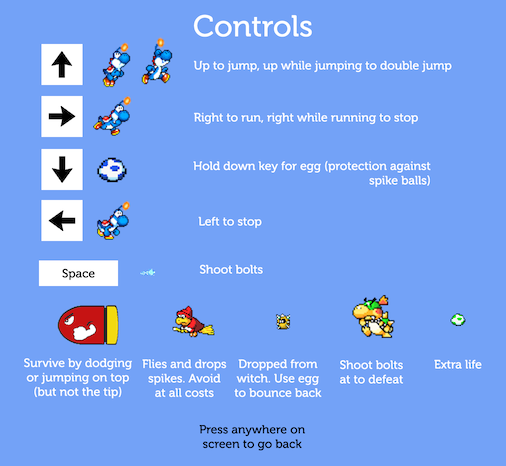 Controls
Up to jump, up while jumping to double jump
Right to run, right while running to stop
Hold down key for egg (protection against
spike balls)
Left to stop
Space
Shoot bolts
Survive by dodging
or jumping on top
(but not the tip)
Flies and drops
spikes. Avoid
at all costs
Dropped from
witch. Use egg
to bounce back
Shoot bolts
at to defeat
Extra life
Press anywhere on
screen to go back